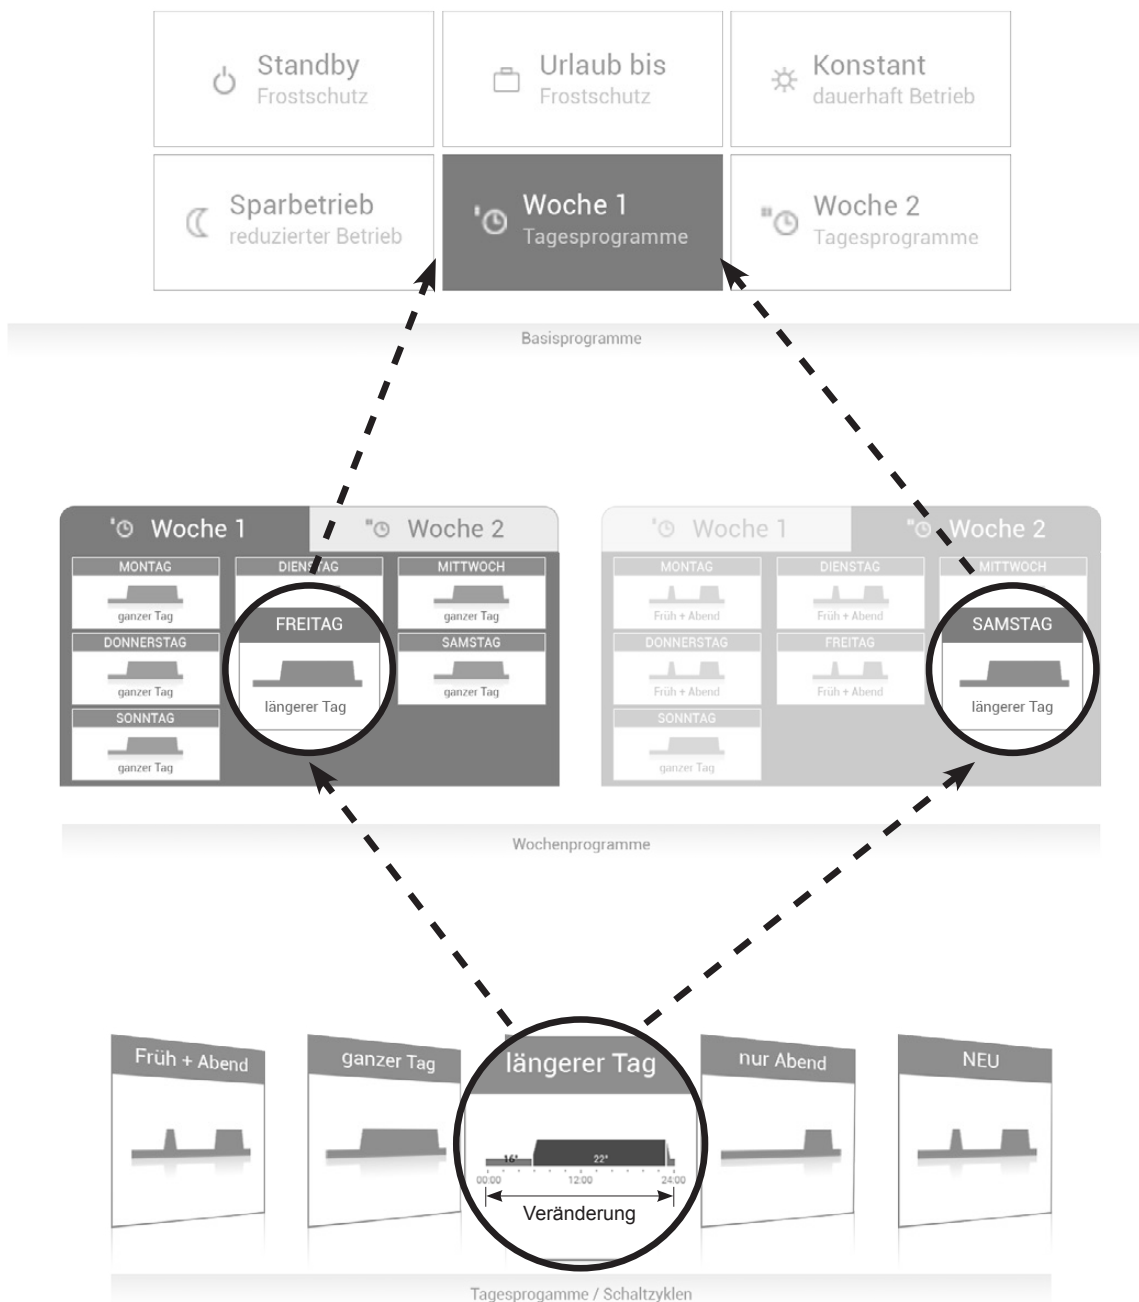 Standby
Frostschutz
Urlaub bis
Frostschutz
Konstant
dauerhaft Betrieb
Sparbetrieb
reduzierter Betrieb
Woche 1
Tagesprogramme
Woche 2
Tagesprogramme
Basisprogramme
Woche 1
Woche 2
MONTAG
ganzer Tag
DIENSTAG
MITTWOCH
ganzer Tag
DONNERSTAG
ganzer Tag
FREITAG
längerer Tag
SAMSTAG
ganzer Tag
SONNTAG
ganzer Tag
Woche 1
Woche 2
MONTAG
Früh + Abend
DIENSTAG
Früh + Abend
MITTWOCH
DONNERSTAG
Früh + Abend
FREITAG
Früh + Abend
SAMSTAG
längerer Tag
SONNTAG
ganzer Tag
Wochenprogramme
Früh + Abend
ganzer Tag
längerer Tag
16°
22°
00:00
12:00
24:00
Veränderung
nur Abend
NEU
Tagesprogamme / Schaltzyklen